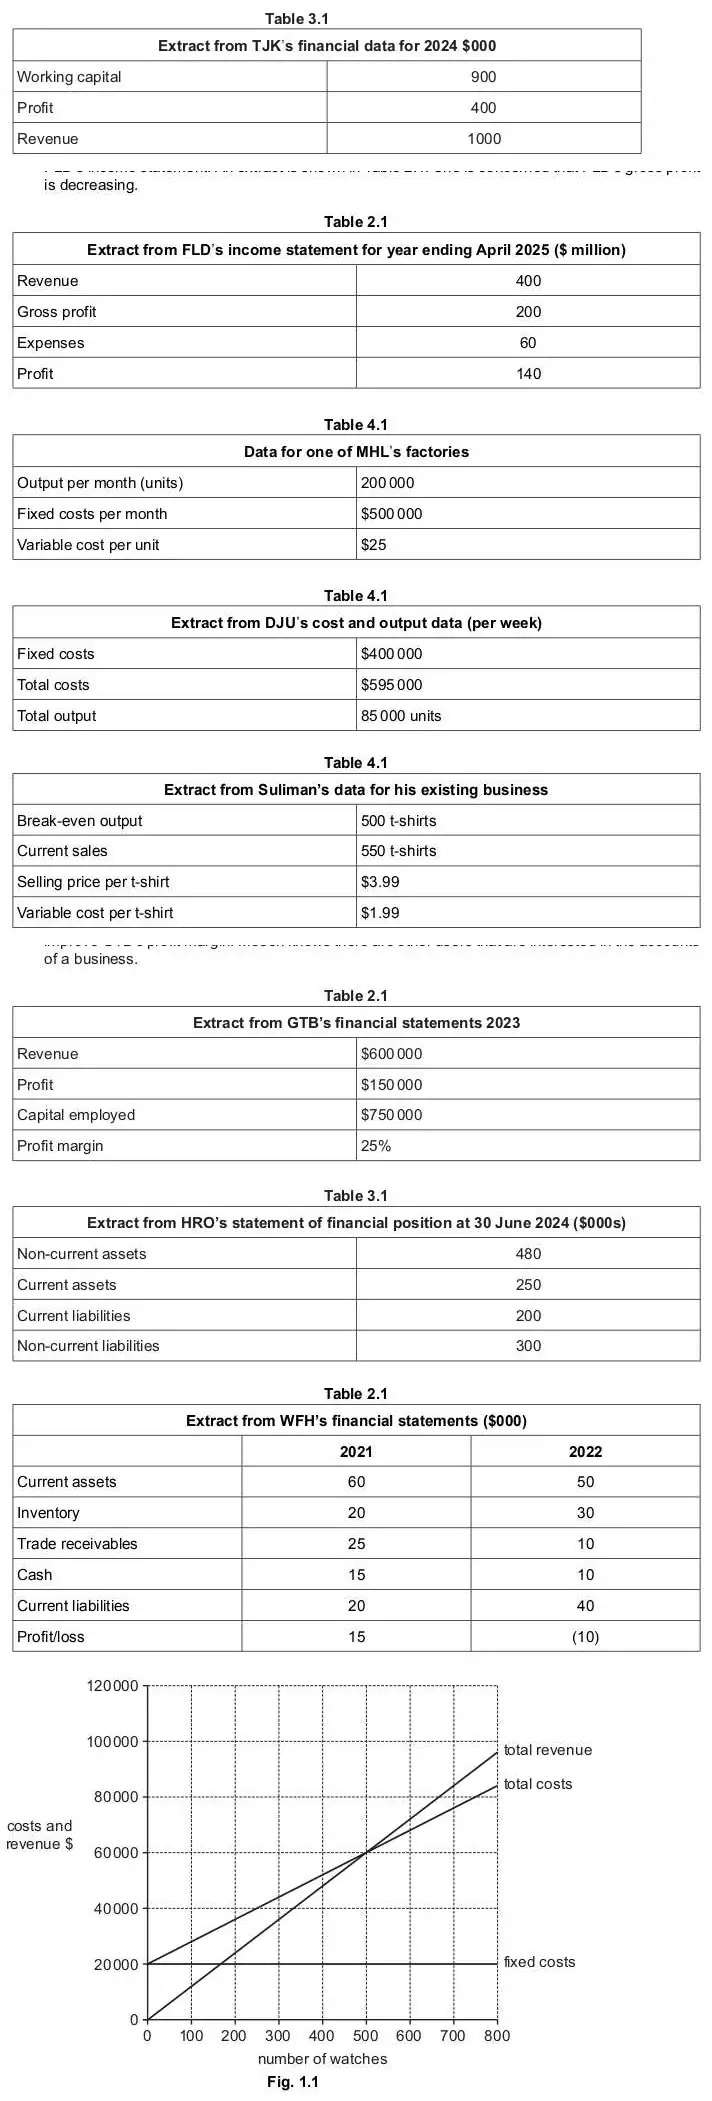 Table 3.1
Extract from TJK's financial data for 2024 $000
Working capital 900
Profit 400
Revenue 1000
is decreasing.
Table 2.1
Extract from FLD's income statement for year ending April 2025 ($ million)
Revenue 400
Gross profit 200
Expenses 60
Profit 140
Table 4.1
Data for one of MHL's factories
Output per month (units) 200 000
Fixed costs per month $500 000
Variable cost per unit $25
Table 4.1
Extract from DJU's cost and output data (per week)
Fixed costs $400 000
Total costs $595 000
Total output 85 000 units
Table 4.1
Extract from Suliman's data for his existing business
Break-even output 500 t-shirts
Current sales 550 t-shirts
Selling price per t-shirt $3.99
Variable cost per t-shirt $1.99
of a business.
Table 2.1
Extract from GTB's financial statements 2023
Revenue $600 000
Profit $150 000
Capital employed $750 000
Profit margin 25%
Table 3.1
Extract from HRO's statement of financial position at 30 June 2024 ($000s)
Non-current assets 480
Current assets 250
Current liabilities 200
Non-current liabilities 300
Table 2.1
Extract from WFH's financial statements ($000)
2021 2022
Current assets 60 50
Inventory 20 30
Trade receivables 25 10
Cash 15 10
Current liabilities 20 40
Profit/loss 15 (10)
120 000
100 000
total revenue
total costs
80 000
costs and
revenue $
60 000
40 000
20 000
fixed costs
0
0 100 200 300 400 500 600 700 800
number of watches
Fig. 1.1